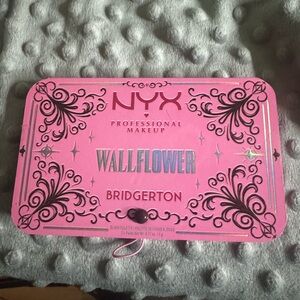 NYX
PROFESSIONAL
MAKEUP
WALLFLOWER
BRIDGERTON